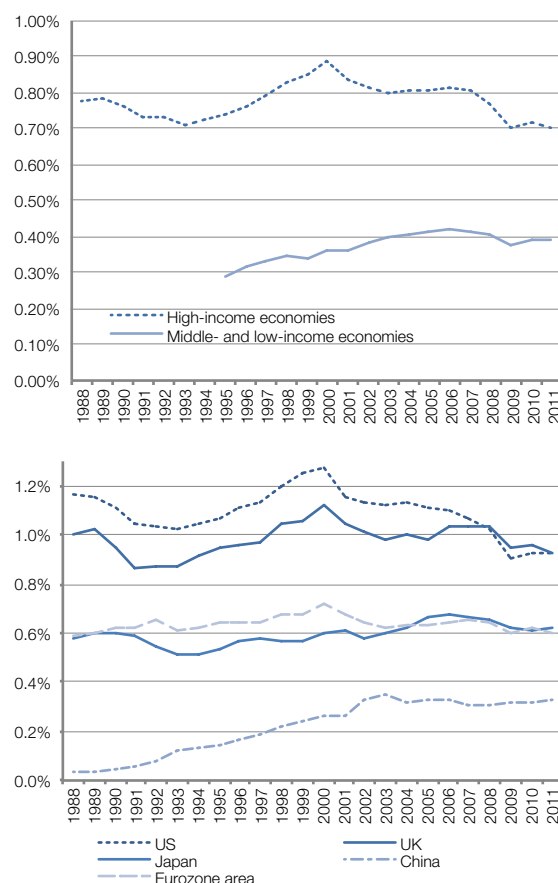 1.00%
0.90%
0.80%
0.70%
0.60%
0.50%
0.40%
0.30%
0.20%
0.10%
0.00%
High-income economies
Middle- and low-income economies
1988 1989 1990 1991 1992 1993 1994 1995 1996 1997 1998 1999 2000 2001 2002 2003 2004 2005 2006 2007 2008 2009 2010 2011
1.2%
1.0%
0.8%
0.6%
0.4%
0.2%
0.0%
1988 1989 1990 1991 1992 1993 1994 1995 1996 1997 1998 1999 2000 2001 2002 2003 2004 2005 2006 2007 2008 2009 2010 2011
US UK
Japan China
Eurozone area